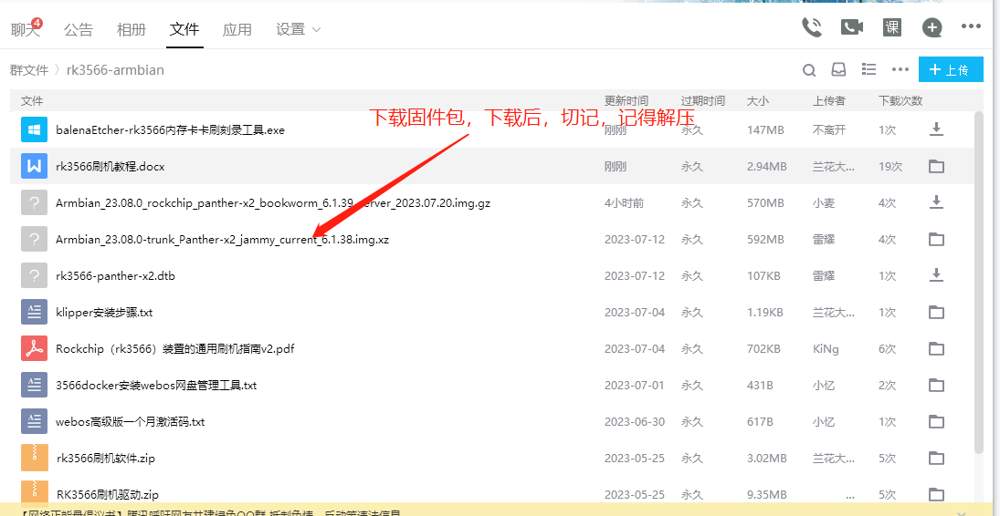 聊天 4 公告 相册 文件 应用 设置 课
群文件 rk3566-armbian 上传
文件 更新时间 过期时间 大小 上传者 下载次数
下载固件包，下载后，切记，记得解压
balenaEtcher-rk3566内存卡卡刷刻录工具.exe 刚刚 永久 147MB 不离开 1次
rk3566刷机教程.docx 刚刚 永久 2.94MB 兰花大... 19次
Armbian_23.08.0_rockchip_panther-x2_bookworm_6.1.39_server_2023.07.20.img.gz 4小时前 永久 570MB 小麦 4次
Armbian_23.08.0-trunk_Panther-x2_jammy_current_6.1.38.img.xz 2023-07-12 永久 592MB 雷耀 4次
rk3566-panther-x2.dtb 2023-07-12 永久 107KB 雷耀 1次
klipper安装步骤.txt 2023-07-04 永久 1.19KB 兰花大... 1次
Rockchip（rk3566）装置的通用刷机指南v2.pdf 2023-07-04 永久 702KB KiNg 6次
3566docker安装webos网盘管理工具.txt 2023-07-01 永久 431B 小忆 2次
webos高级版一个月激活码.txt 2023-06-30 永久 617B 小忆 1次
rk3566刷机软件.zip 2023-05-25 永久 3.02MB 兰花大... 5次
RK3566刷机驱动.zip 2023-05-25 永久 9.35MB ... 5次